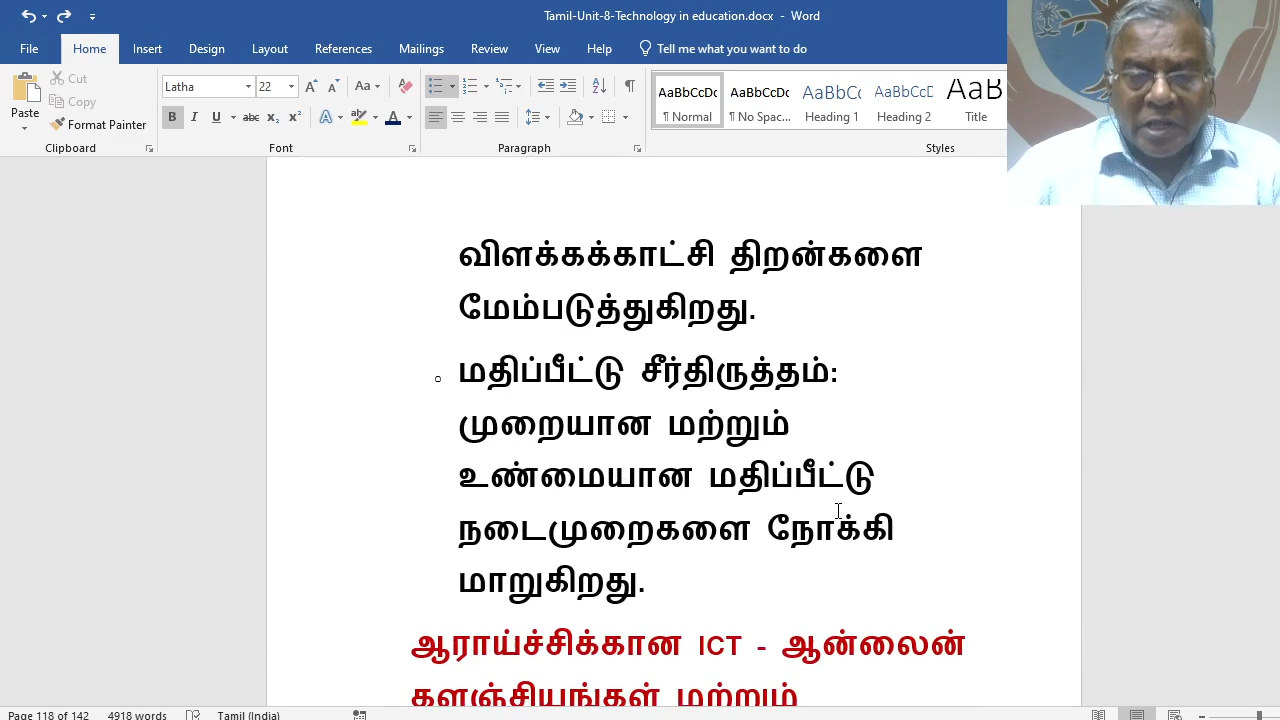 Tamil-Unit-8-Technology in education.docx - Word
File Home Insert Design Layout References Mailings Review View Help Tell me what you want to do
Paste
Cut
Copy
Format Painter
Clipboard
Latha 22
Font
Paragraph
AaBbCcDc AaBbCcDc AaBbCc AaBbCcD AaB
¶ Normal ¶ No Spac... Heading 1 Heading 2 Title
Styles
விளக்கக்காட்சி திறன்களை
மேம்படுத்துகிறது.
மதிப்பீட்டு சீர்திருத்தம்:
முறையான மற்றும்
உண்மையான மதிப்பீட்டு
நடைமுறைகளை நோக்கி
மாறுகிறது.
ஆராய்ச்சிக்கான ICT - ஆன்லைன்
களஞ்சியங்கள் மற்றும்
Page 118 of 142 4918 words Tamil (India)